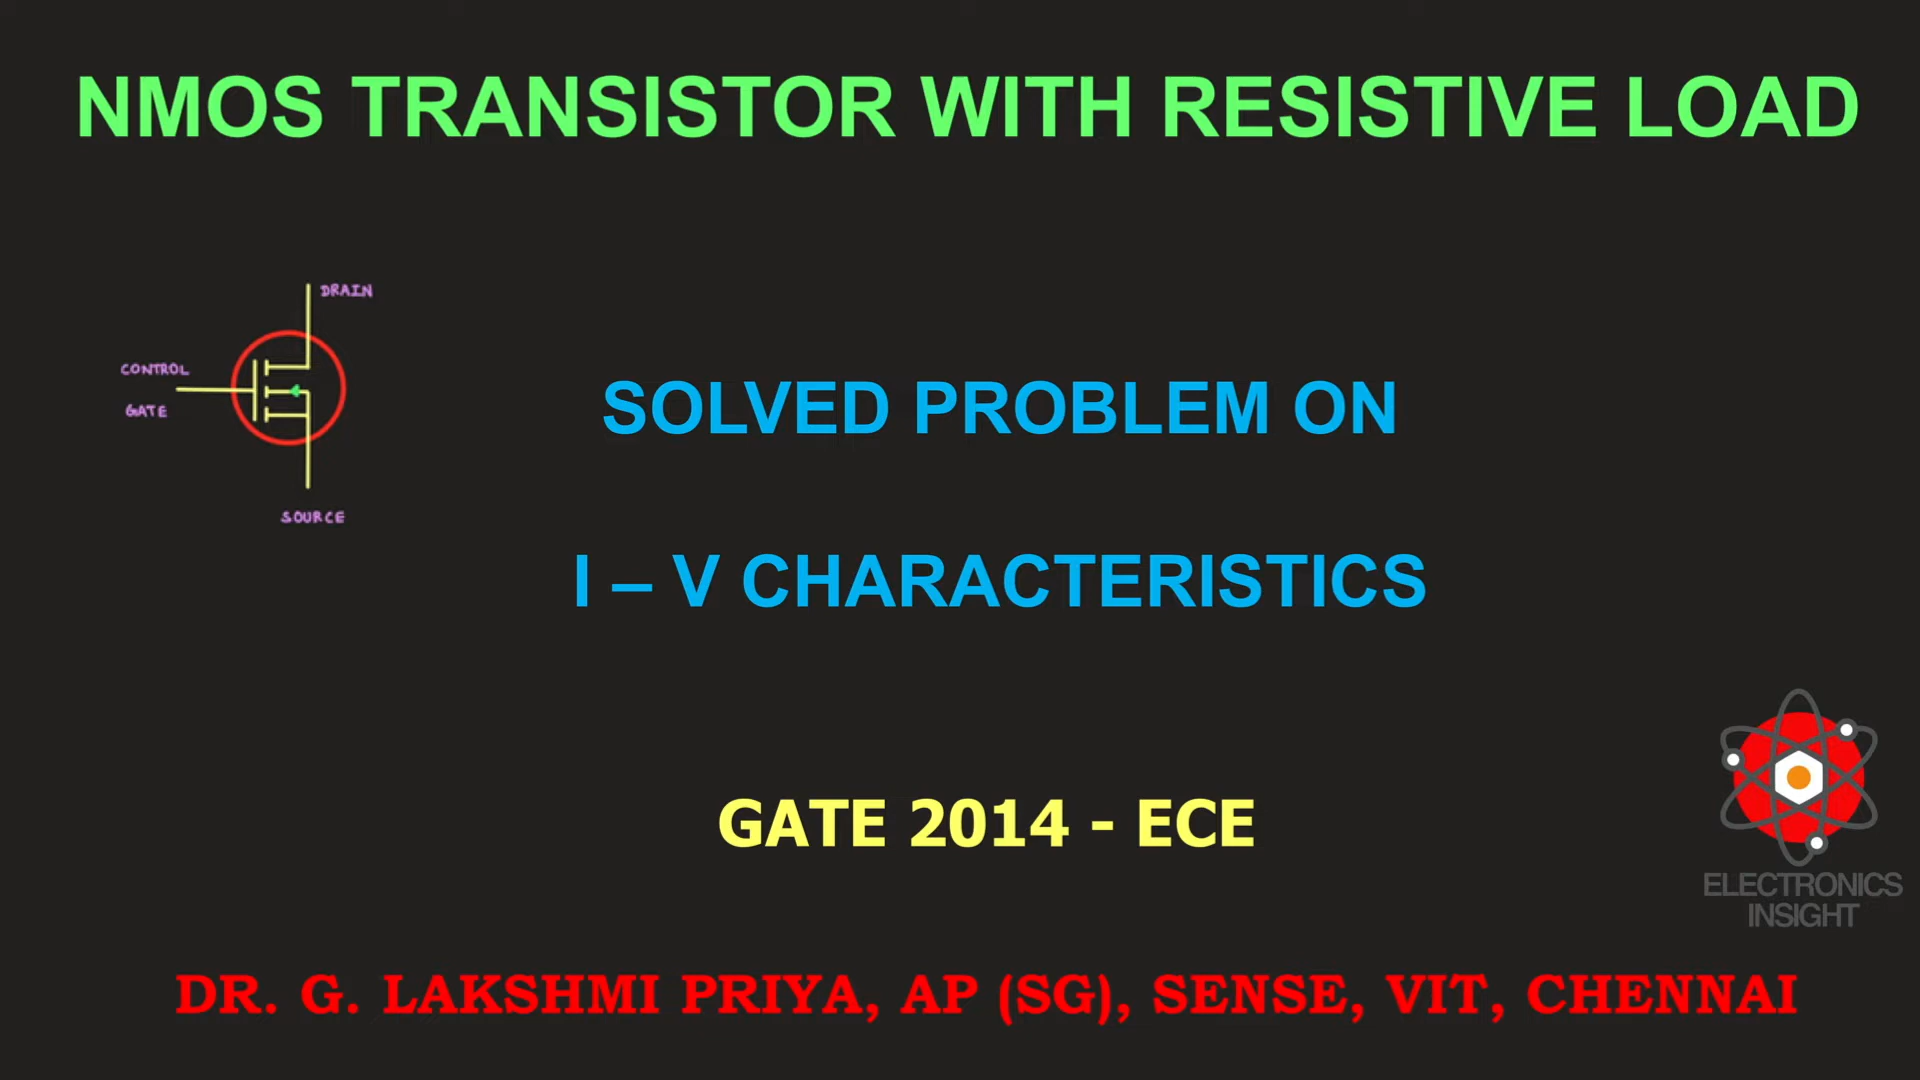 NMOS TRANSISTOR WITH RESISTIVE LOAD
DRAIN
CONTROL
GATE
SOURCE
SOLVED PROBLEM ON
I – V CHARACTERISTICS
GATE 2014 - ECE
ELECTRONICS
INSIGHT
DR. G. LAKSHMI PRIYA, AP (SG), SENSE, VIT, CHENNAI